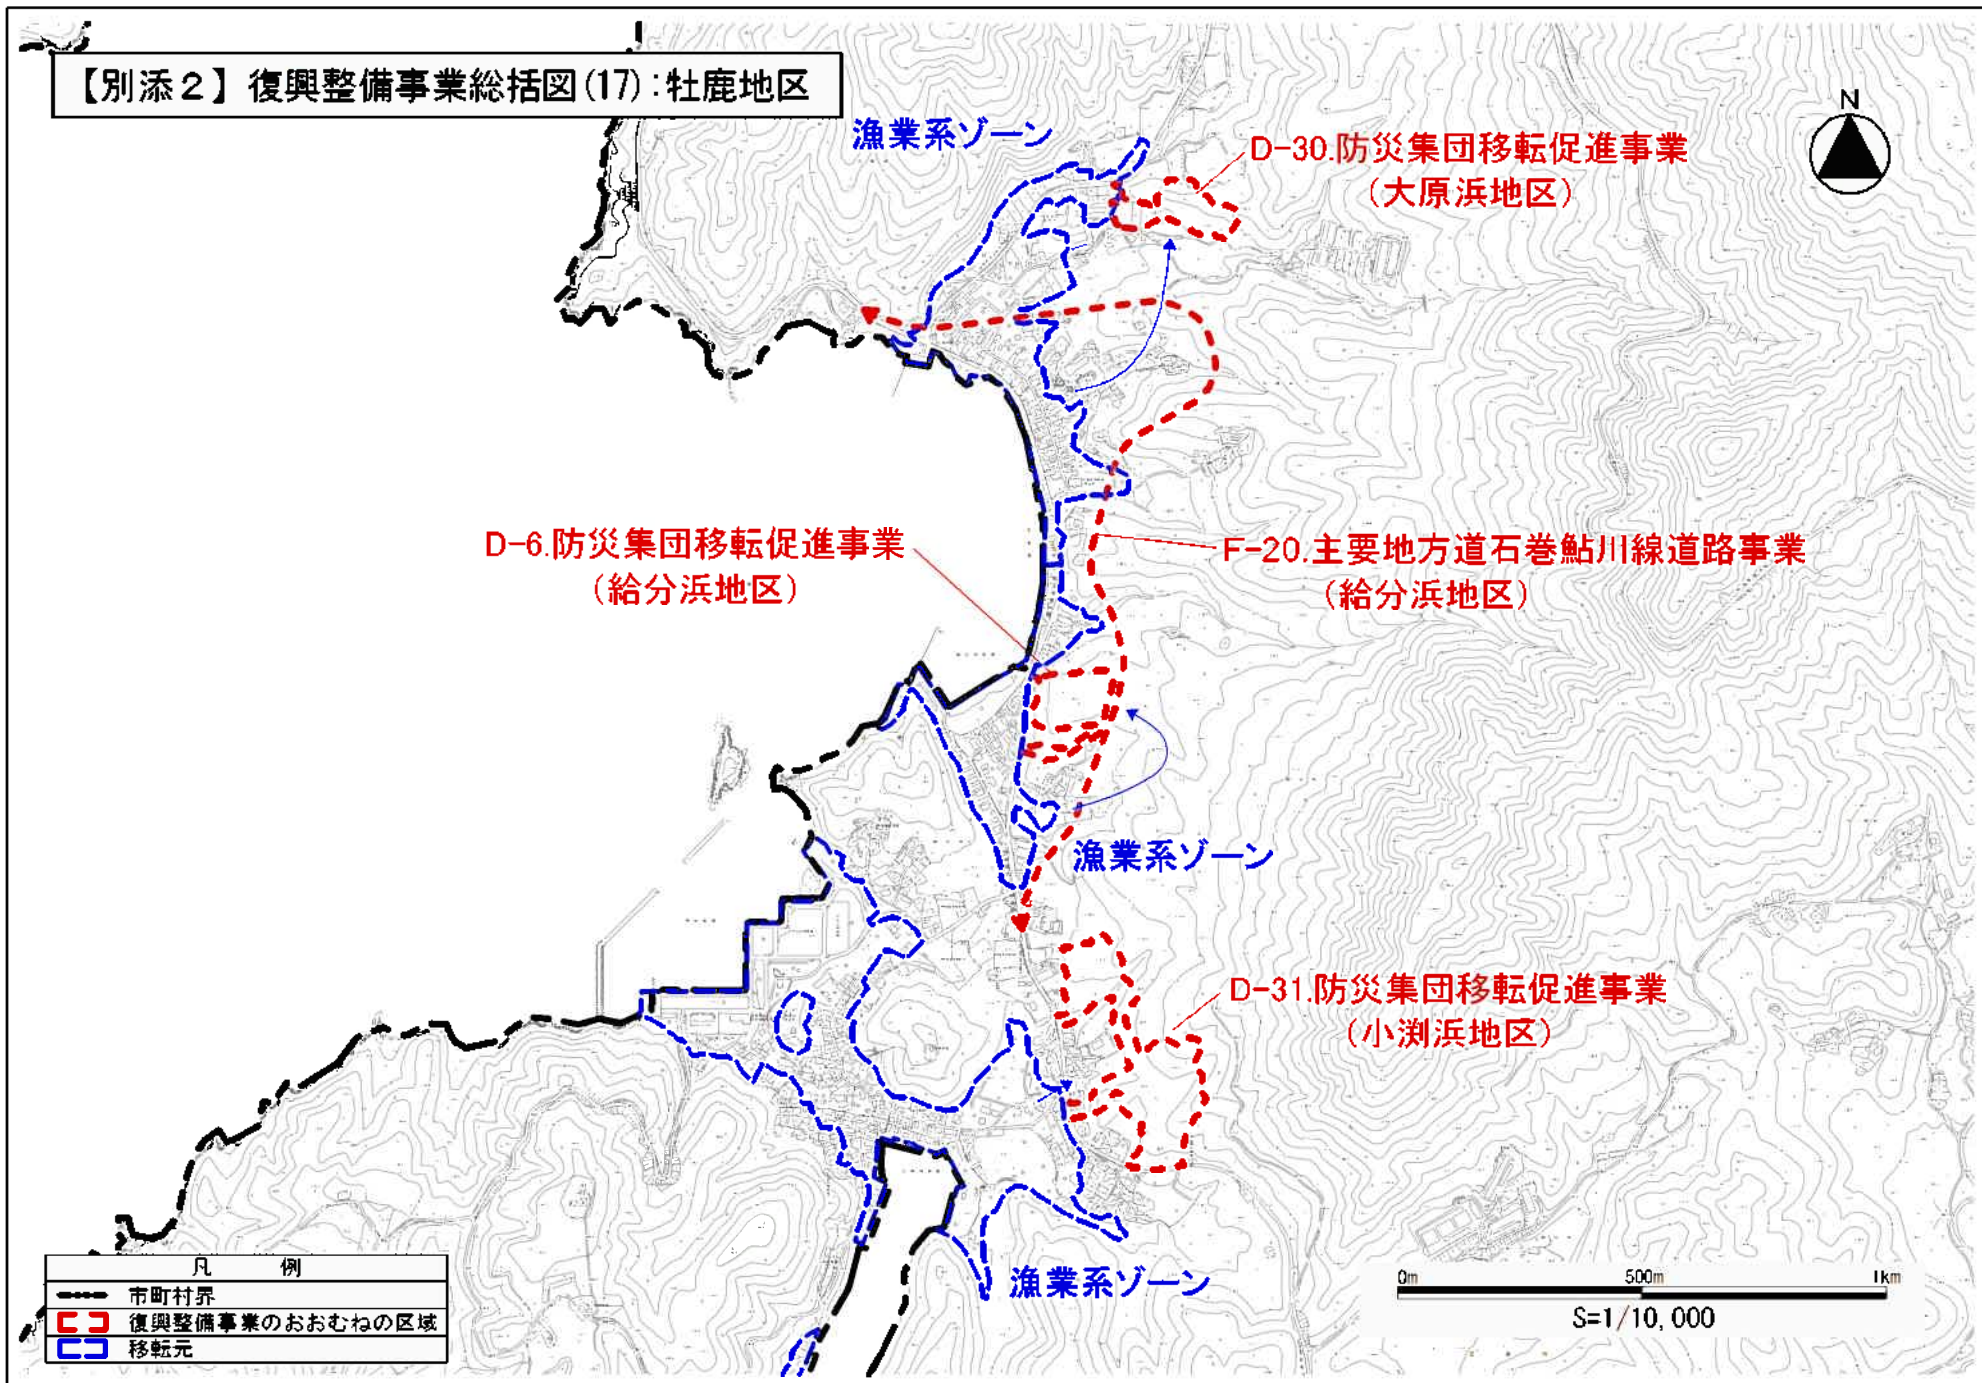 【別添２】復興整備事業総括図(17):牡鹿地区
N
漁業系ゾーン
D-30.防災集団移転促進事業
(大原浜地区)
D-6.防災集団移転促進事業
(給分浜地区)
F-20.主要地方道石巻鮎川線道路事業
(給分浜地区)
漁業系ゾーン
D-31.防災集団移転促進事業
(小渕浜地区)
漁業系ゾーン
凡 例
市町村界
復興整備事業のおおむねの区域
移転元
0m 500m 1km
S=1/10,000